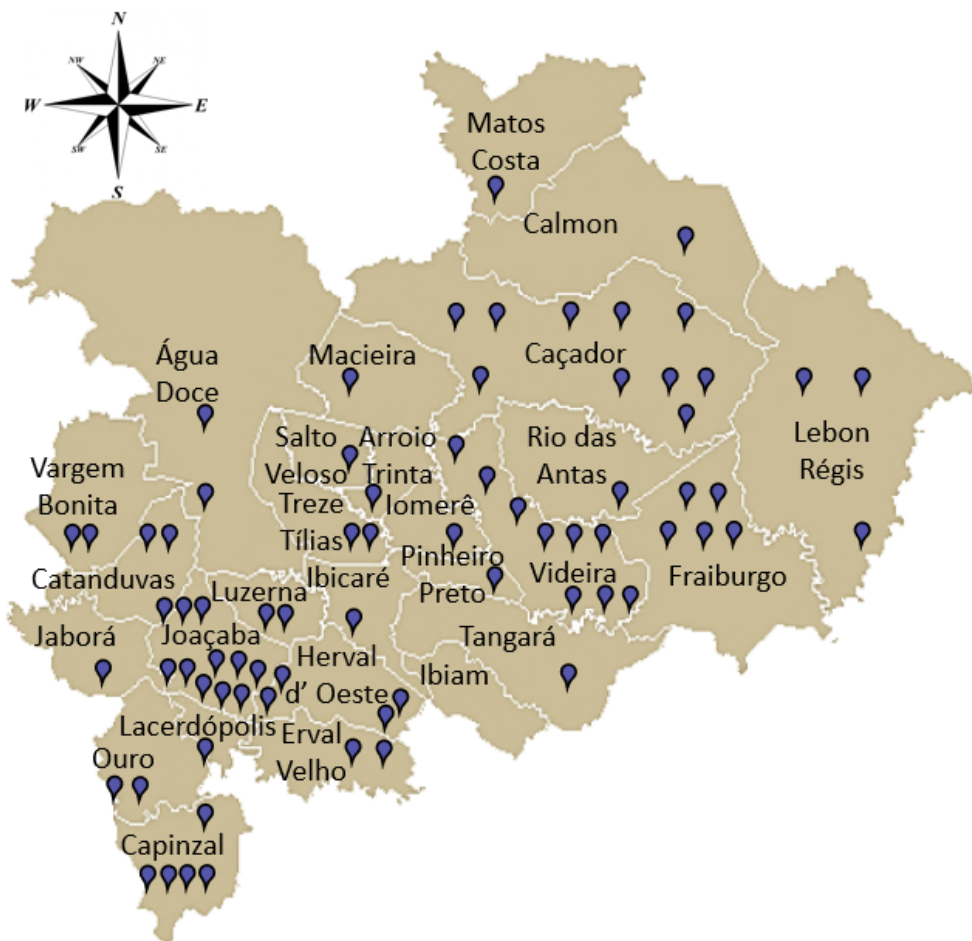 N
NW
NE
W
E
SW
SE
S
Matos
Costa
Calmon
Água
Doce
Macieira
Caçador
Salto
Veloso
Arroio
Trinta
Rio das
Antas
Lebon
Régis
Vargem
Bonita
Treze
Tílias
Iomerê
Pinheiro
Preto
Videira
Fraiburgo
Catanduvas
Luzerna
Ibicaré
Jaborá
Joaçaba
Herval
d' Oeste
Tangará
Ibiam
Lacerdópolis
Erval
Velho
Ouro
Capinzal